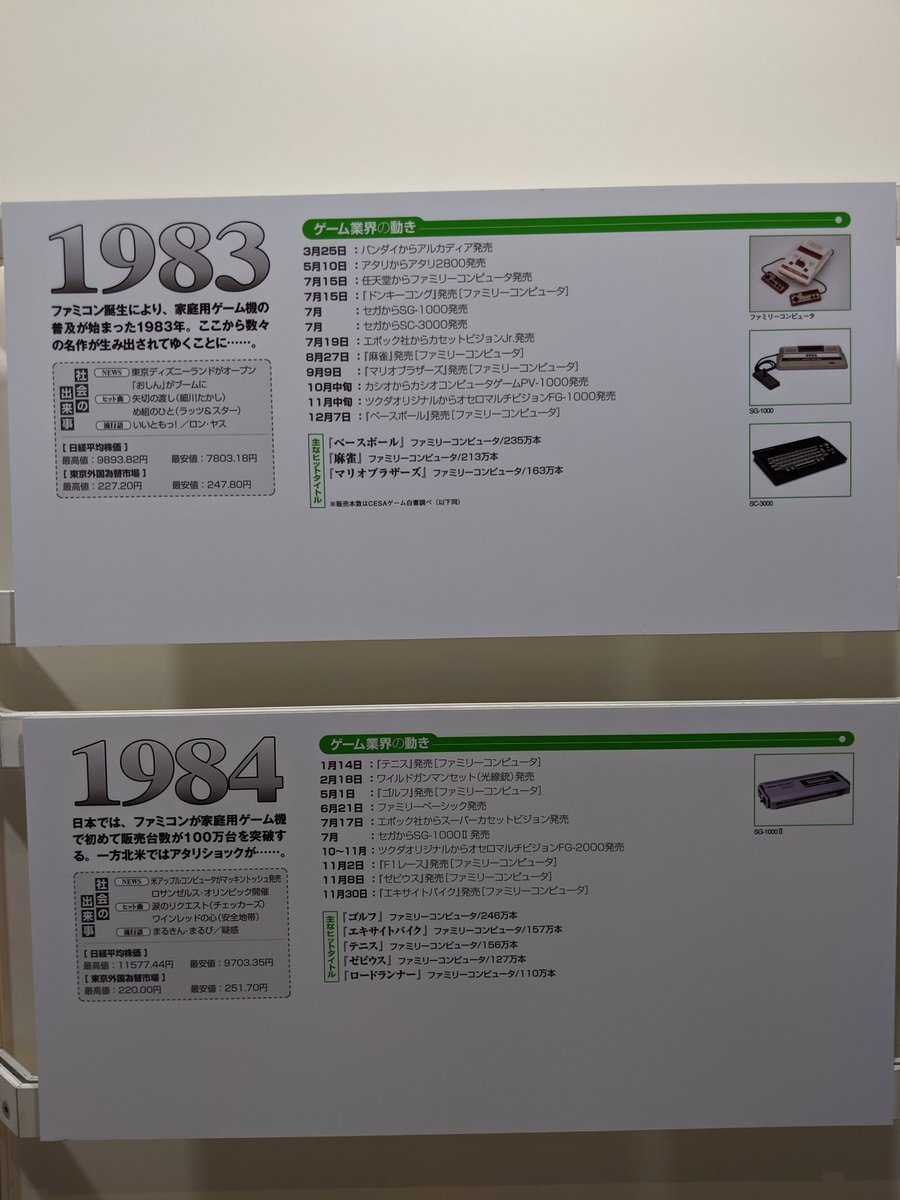 1983
ファミコン誕生により、家庭用ゲーム機の
普及が始まった1983年。ここから数々
の名作が生み出されてゆくことに……。
社会の出来事
NEWS 東京ディズニーランドがオープン
「おしん」がブームに
ヒット曲 矢切の渡し(細川たかし)
め組のひと(ラッツ&スター)
流行語 いいともっ!/ロン・ヤス
[日経平均株価]
最高値:9893.82円 最安値:7803.18円
[東京外国為替市場]
最高値:227.20円 最安値:247.80円
ゲーム業界の動き
3月25日:バンダイからアルカディア発売
5月10日:アタリからアタリ2800発売
7月15日:任天堂からファミリーコンピュータ発売
7月15日:『ドンキーコング』発売[ファミリーコンピュータ]
7月:セガからSG-1000発売
7月:セガからSC-3000発売
7月19日:エポック社からカセットビジョンJr.発売
8月27日:『麻雀』発売[ファミリーコンピュータ]
9月9日:『マリオブラザーズ』発売[ファミリーコンピュータ]
10月中旬:カシオからカシオコンピュータゲームPV-1000発売
11月中旬:ツクダオリジナルからオセロマルチビジョンFG-1000発売
12月7日:『ベースボール』発売[ファミリーコンピュータ]
主なヒットタイトル
『ベースボール』 ファミリーコンピュータ/235万本
『麻雀』 ファミリーコンピュータ/213万本
『マリオブラザーズ』 ファミリーコンピュータ/163万本
※販売本数はCESAゲーム白書調べ(以下同)
ファミリーコンピュータ
SG-1000
SC-3000
1984
日本では、ファミコンが家庭用ゲーム機
で初めて販売台数が100万台を突破す
る。一方北米ではアタリショックが……。
社会の出来事
NEWS 米アップルコンピュータがマッキントッシュ発売
ロサンゼルス・オリンピック開催
ヒット曲 涙のリクエスト(チェッカーズ)
ワインレッドの心(安全地帯)
流行語 まるきん・まるび/疑惑
[日経平均株価]
最高値:11577.44円 最安値:9703.35円
[東京外国為替市場]
最高値:220.00円 最安値:251.70円
ゲーム業界の動き
1月14日:『テニス』発売[ファミリーコンピュータ]
2月18日:ワイルドガンマンセット(光線銃)発売
5月1日:『ゴルフ』発売[ファミリーコンピュータ]
6月21日:ファミリーベーシック発売
7月17日:エポック社からスーパーカセットビジョン発売
7月:セガからSG-1000Ⅱ発売
10〜11月:ツクダオリジナルからオセロマルチビジョンFG-2000発売
11月2日:『F1レース』発売[ファミリーコンピュータ]
11月8日:『ゼビウス』発売[ファミリーコンピュータ]
11月30日:『エキサイトバイク』発売[ファミリーコンピュータ]
主なヒットタイトル
『ゴルフ』 ファミリーコンピュータ/246万本
『エキサイトバイク』 ファミリーコンピュータ/157万本
『テニス』 ファミリーコンピュータ/156万本
『ゼビウス』 ファミリーコンピュータ/127万本
『ロードランナー』 ファミリーコンピュータ/110万本
SG-1000Ⅱ